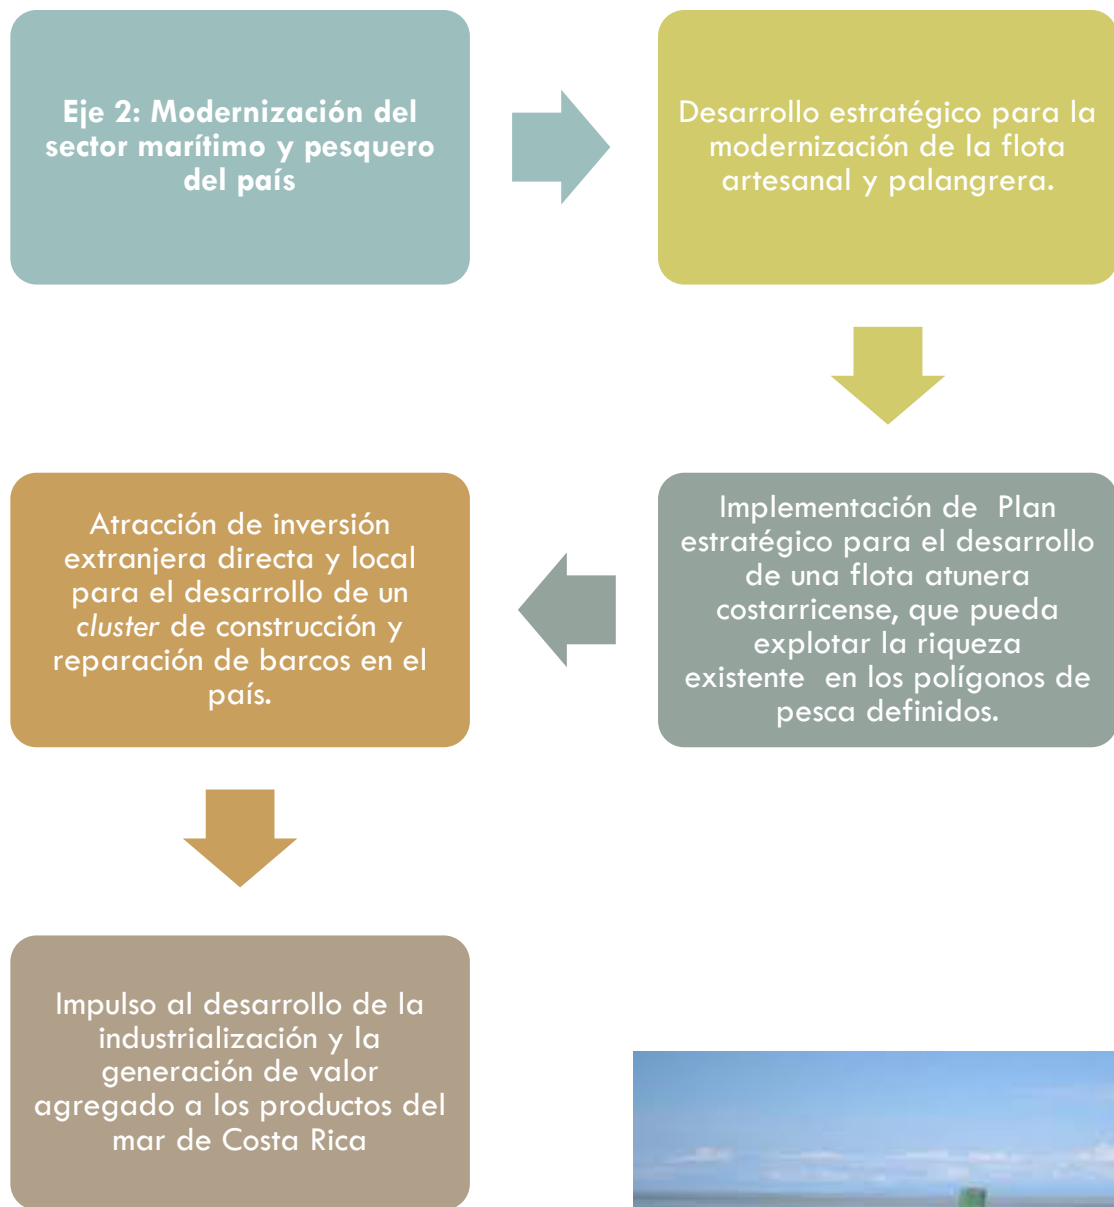 Eje 2: Modernización del
sector marítimo y pesquero
del país
Desarrollo estratégico para la
modernización de la flota
artesanal y palangrera.
Implementación de  Plan
estratégico para el desarrollo
de una flota atunera
costarricense, que pueda
explotar la riqueza
existente  en los polígonos de
pesca definidos.
Atracción de inversión
extranjera directa y local
para el desarrollo de un
cluster de construcción y
reparación de barcos en el
país.
Impulso al desarrollo de la
industrialización y la
generación de valor
agregado a los productos del
mar de Costa Rica